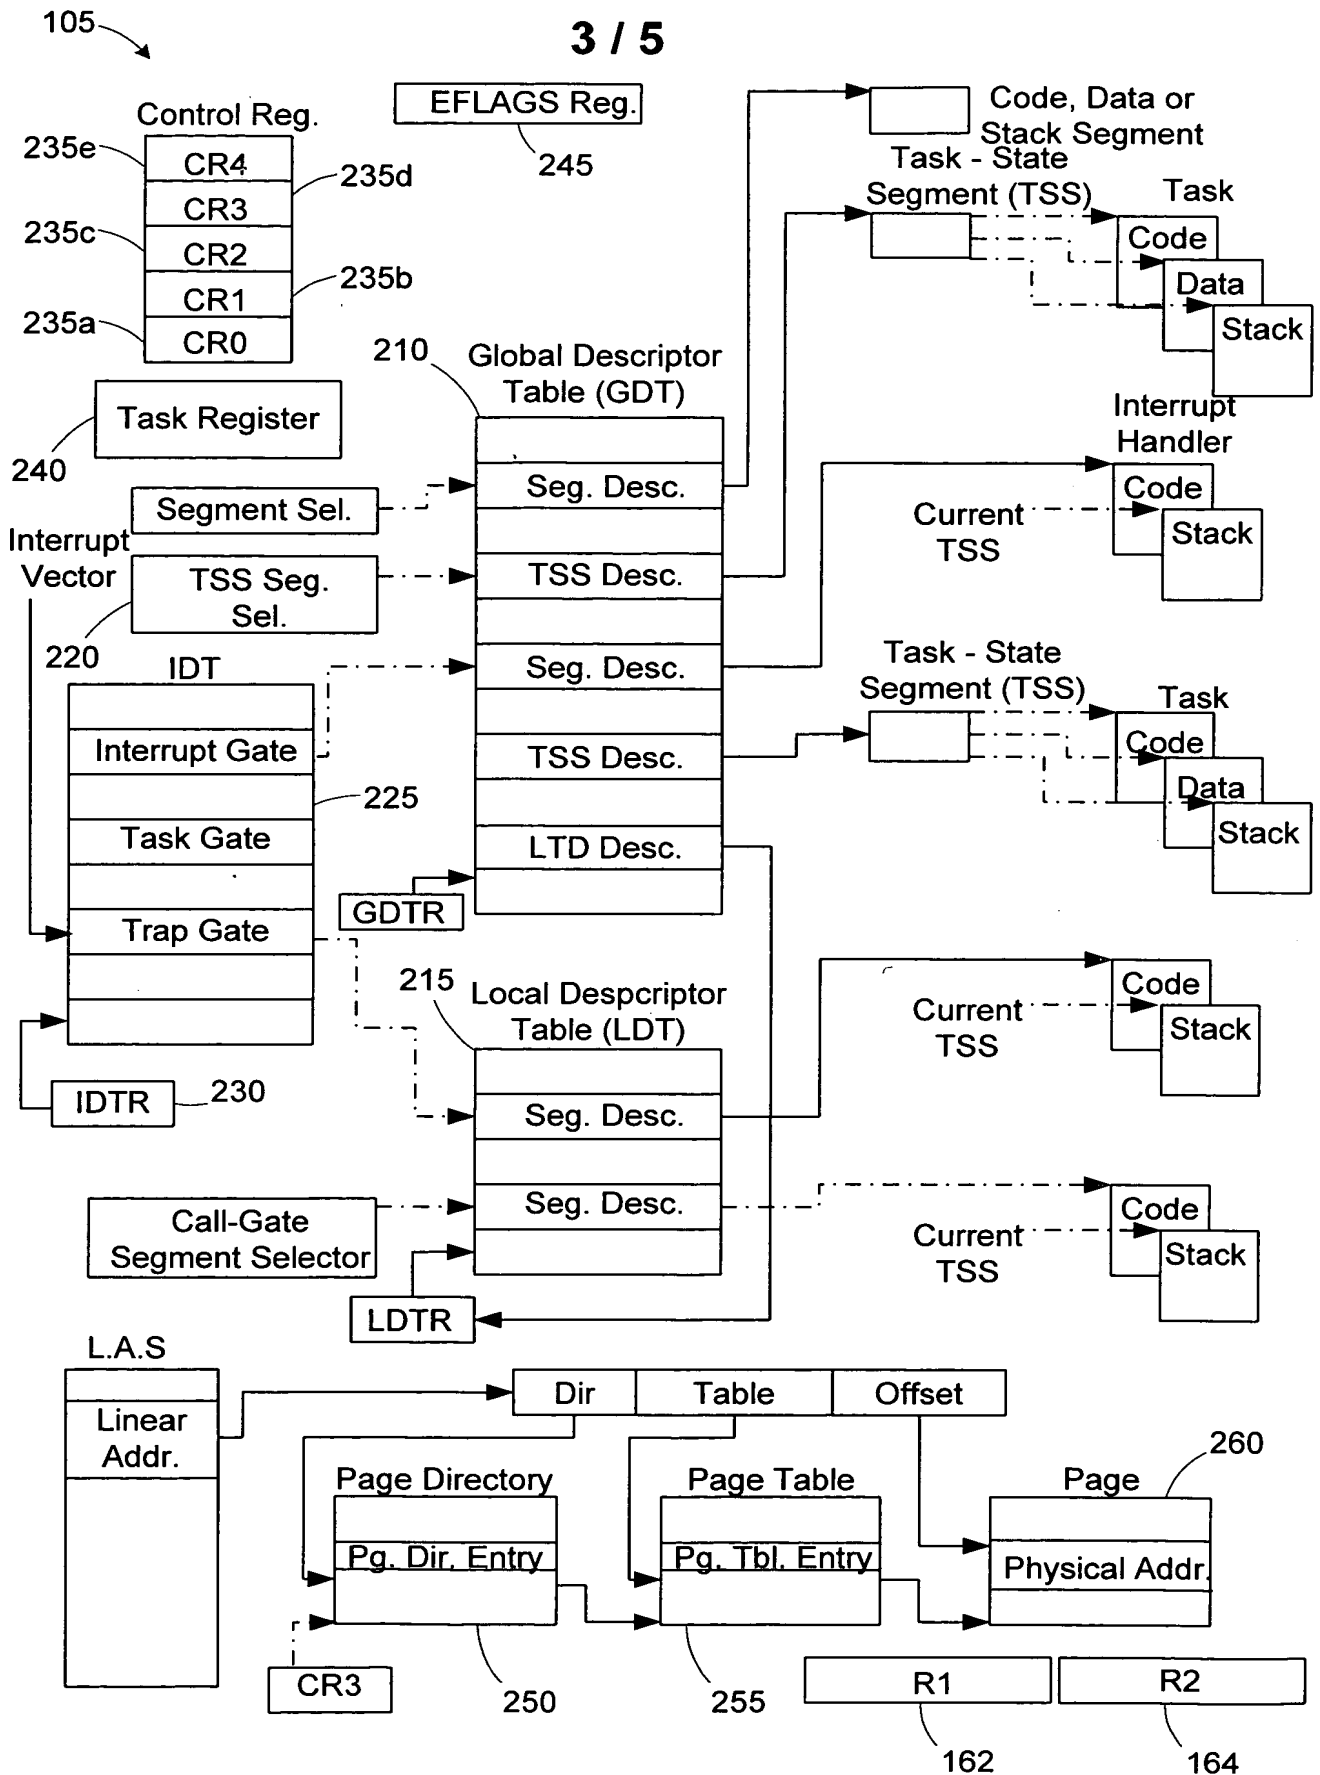 105
3 / 5
Control Reg.
EFLAGS Reg.
245
235e
CR4
235d
CR3
235c
CR2
235b
CR1
235a
CR0
Code, Data or
Stack Segment
Task - State
Segment (TSS)
Task
Code
Data
Stack
210
Global Descriptor
Table (GDT)
Task Register
240
Segment Sel.
Seg. Desc.
Interrupt
Handler
Code
Stack
Current
TSS
Interrupt
Vector
TSS Seg.
Sel.
220
TSS Desc.
IDT
Interrupt Gate
225
Task Gate
Trap Gate
Seg. Desc.
TSS Desc.
LTD Desc.
GDTR
Task - State
Segment (TSS)
Task
Code
Data
Stack
IDTR
230
215
Local Despcriptor
Table (LDT)
Seg. Desc.
Seg. Desc.
Current
TSS
Code
Stack
Call-Gate
Segment Selector
LDTR
Current
TSS
Code
Stack
L.A.S
Linear
Addr.
Dir
Table
Offset
Page Directory
Pg. Dir. Entry
250
CR3
Page Table
Pg. Tbl. Entry
255
260
Page
Physical Addr.
R1
162
R2
164